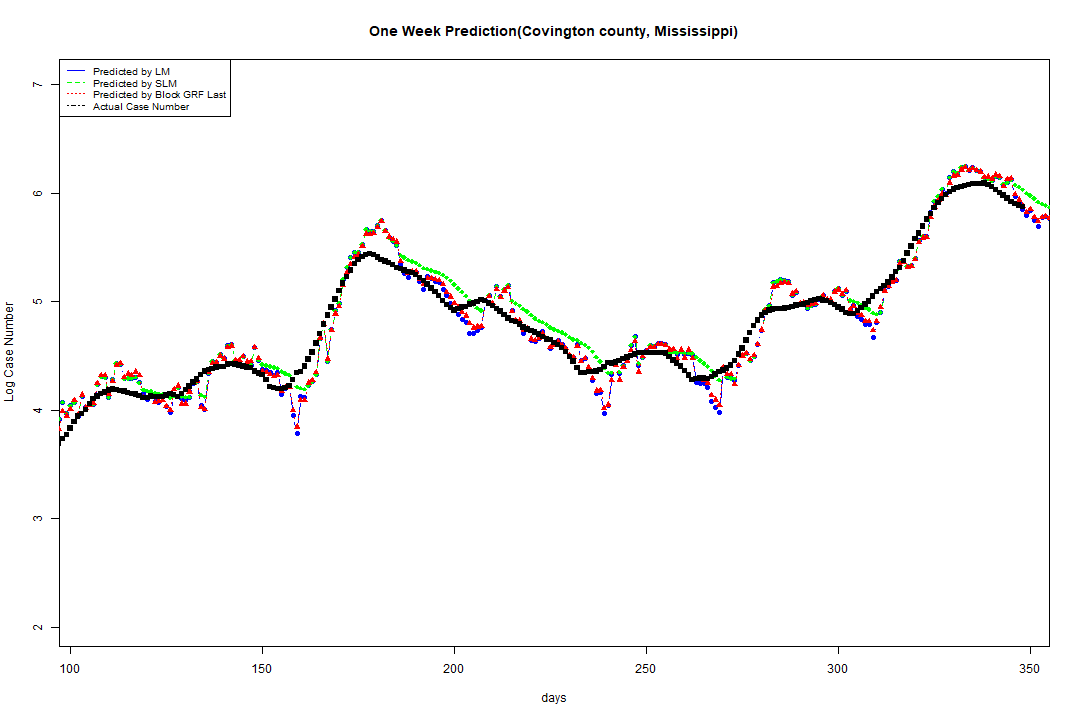 One Week Prediction(Covington county, Mississippi)
Predicted by LM
Predicted by SLM
Predicted by Block GRF Last
Actual Case Number
7
6
5
4
3
2
Log Case Number
100 150 200 250 300 350
days